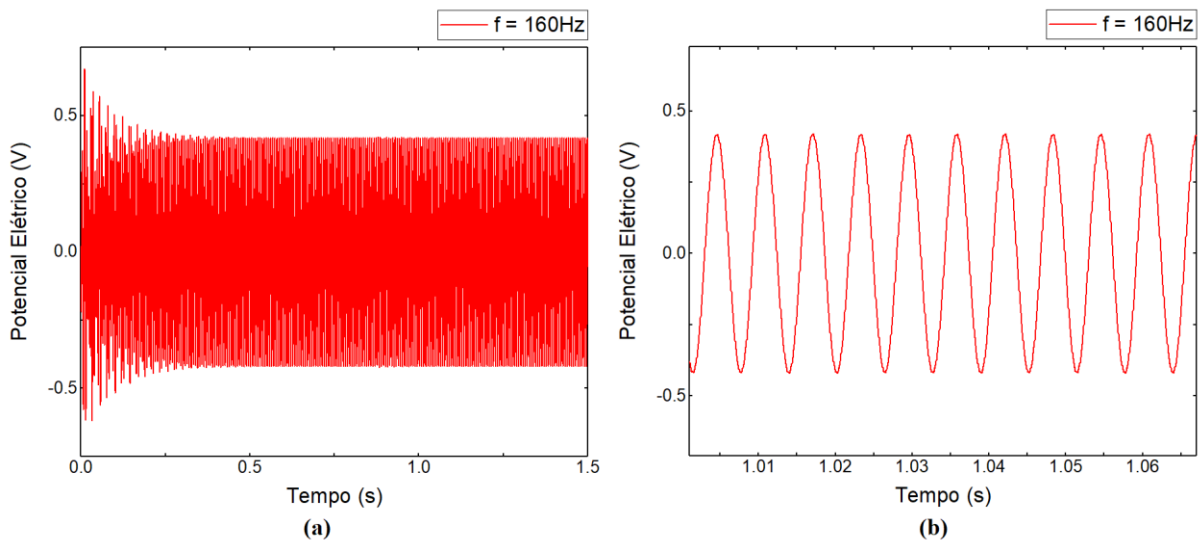 f = 160Hz
Potencial Elétrico (V)
0.5
0.0
-0.5
0.0 0.5 1.0 1.5
Tempo (s)
(a)
f = 160Hz
Potencial Elétrico (V)
0.5
0.0
-0.5
1.01 1.02 1.03 1.04 1.05 1.06
Tempo (s)
(b)